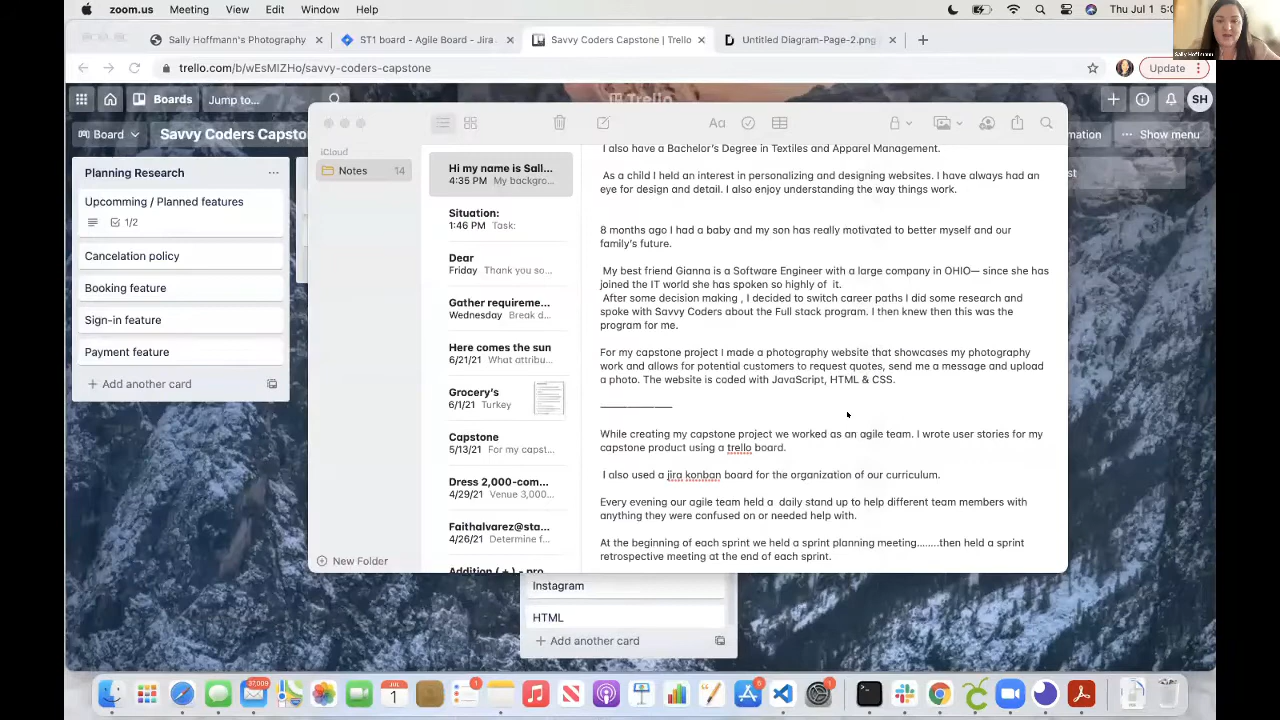 zoom.us Meeting View Edit Window Help Thu Jul 1
Sally Hoffmann's Photography
ST1 board - Agile Board - Jira
Savvy Coders Capstone | Trello
Untitled Diagram-Page-2.png
Sally Hoffmann
trello.com/b/wEsMIZHo/savvy-coders-capstone
Update
Boards
Jump to...
Trello
SH
Board
Savvy Coders Capsto
Show menu
Planning Research
Upcomming / Planned features
1/2
Cancelation policy
Booking feature
Sign-in feature
Payment feature
+ Add another card
iCloud
Notes 14
New Folder
Hi my name is Sall...
4:35 PM My backgro...
Situation:
1:46 PM Task:
Dear
Friday Thank you so...
Gather requireme...
Wednesday Break d...
Here comes the sun
6/21/21 What attribu...
Grocery's
6/1/21 Turkey
Capstone
5/13/21 For my capst...
Dress 2,000-com...
4/29/21 Venue 3,000...
Faithalvarez@sta...
4/26/21 Determine f...
Addition ( + ) - pro
Aa
I also have a Bachelor's Degree in Textiles and Apparel Management.
As a child I held an interest in personalizing and designing websites. I have always had an
eye for design and detail. I also enjoy understanding the way things work.
8 months ago I had a baby and my son has really motivated to better myself and our
family's future.
My best friend Gianna is a Software Engineer with a large company in OHIO— since she has
joined the IT world she has spoken so highly of it.
After some decision making , I decided to switch career paths I did some research and
spoke with Savvy Coders about the Full stack program. I then knew then this was the
program for me.
For my capstone project I made a photography website that showcases my photography
work and allows for potential customers to request quotes, send me a message and upload
a photo. The website is coded with JavaScript, HTML & CSS.
While creating my capstone project we worked as an agile team. I wrote user stories for my
capstone product using a trello board.
I also used a jira konban board for the organization of our curriculum.
Every evening our agile team held a daily stand up to help different team members with
anything they were confused on or needed help with.
At the beginning of each sprint we held a sprint planning meeting........then held a sprint
retrospective meeting at the end of each sprint.
Instagram
HTML
+ Add another card